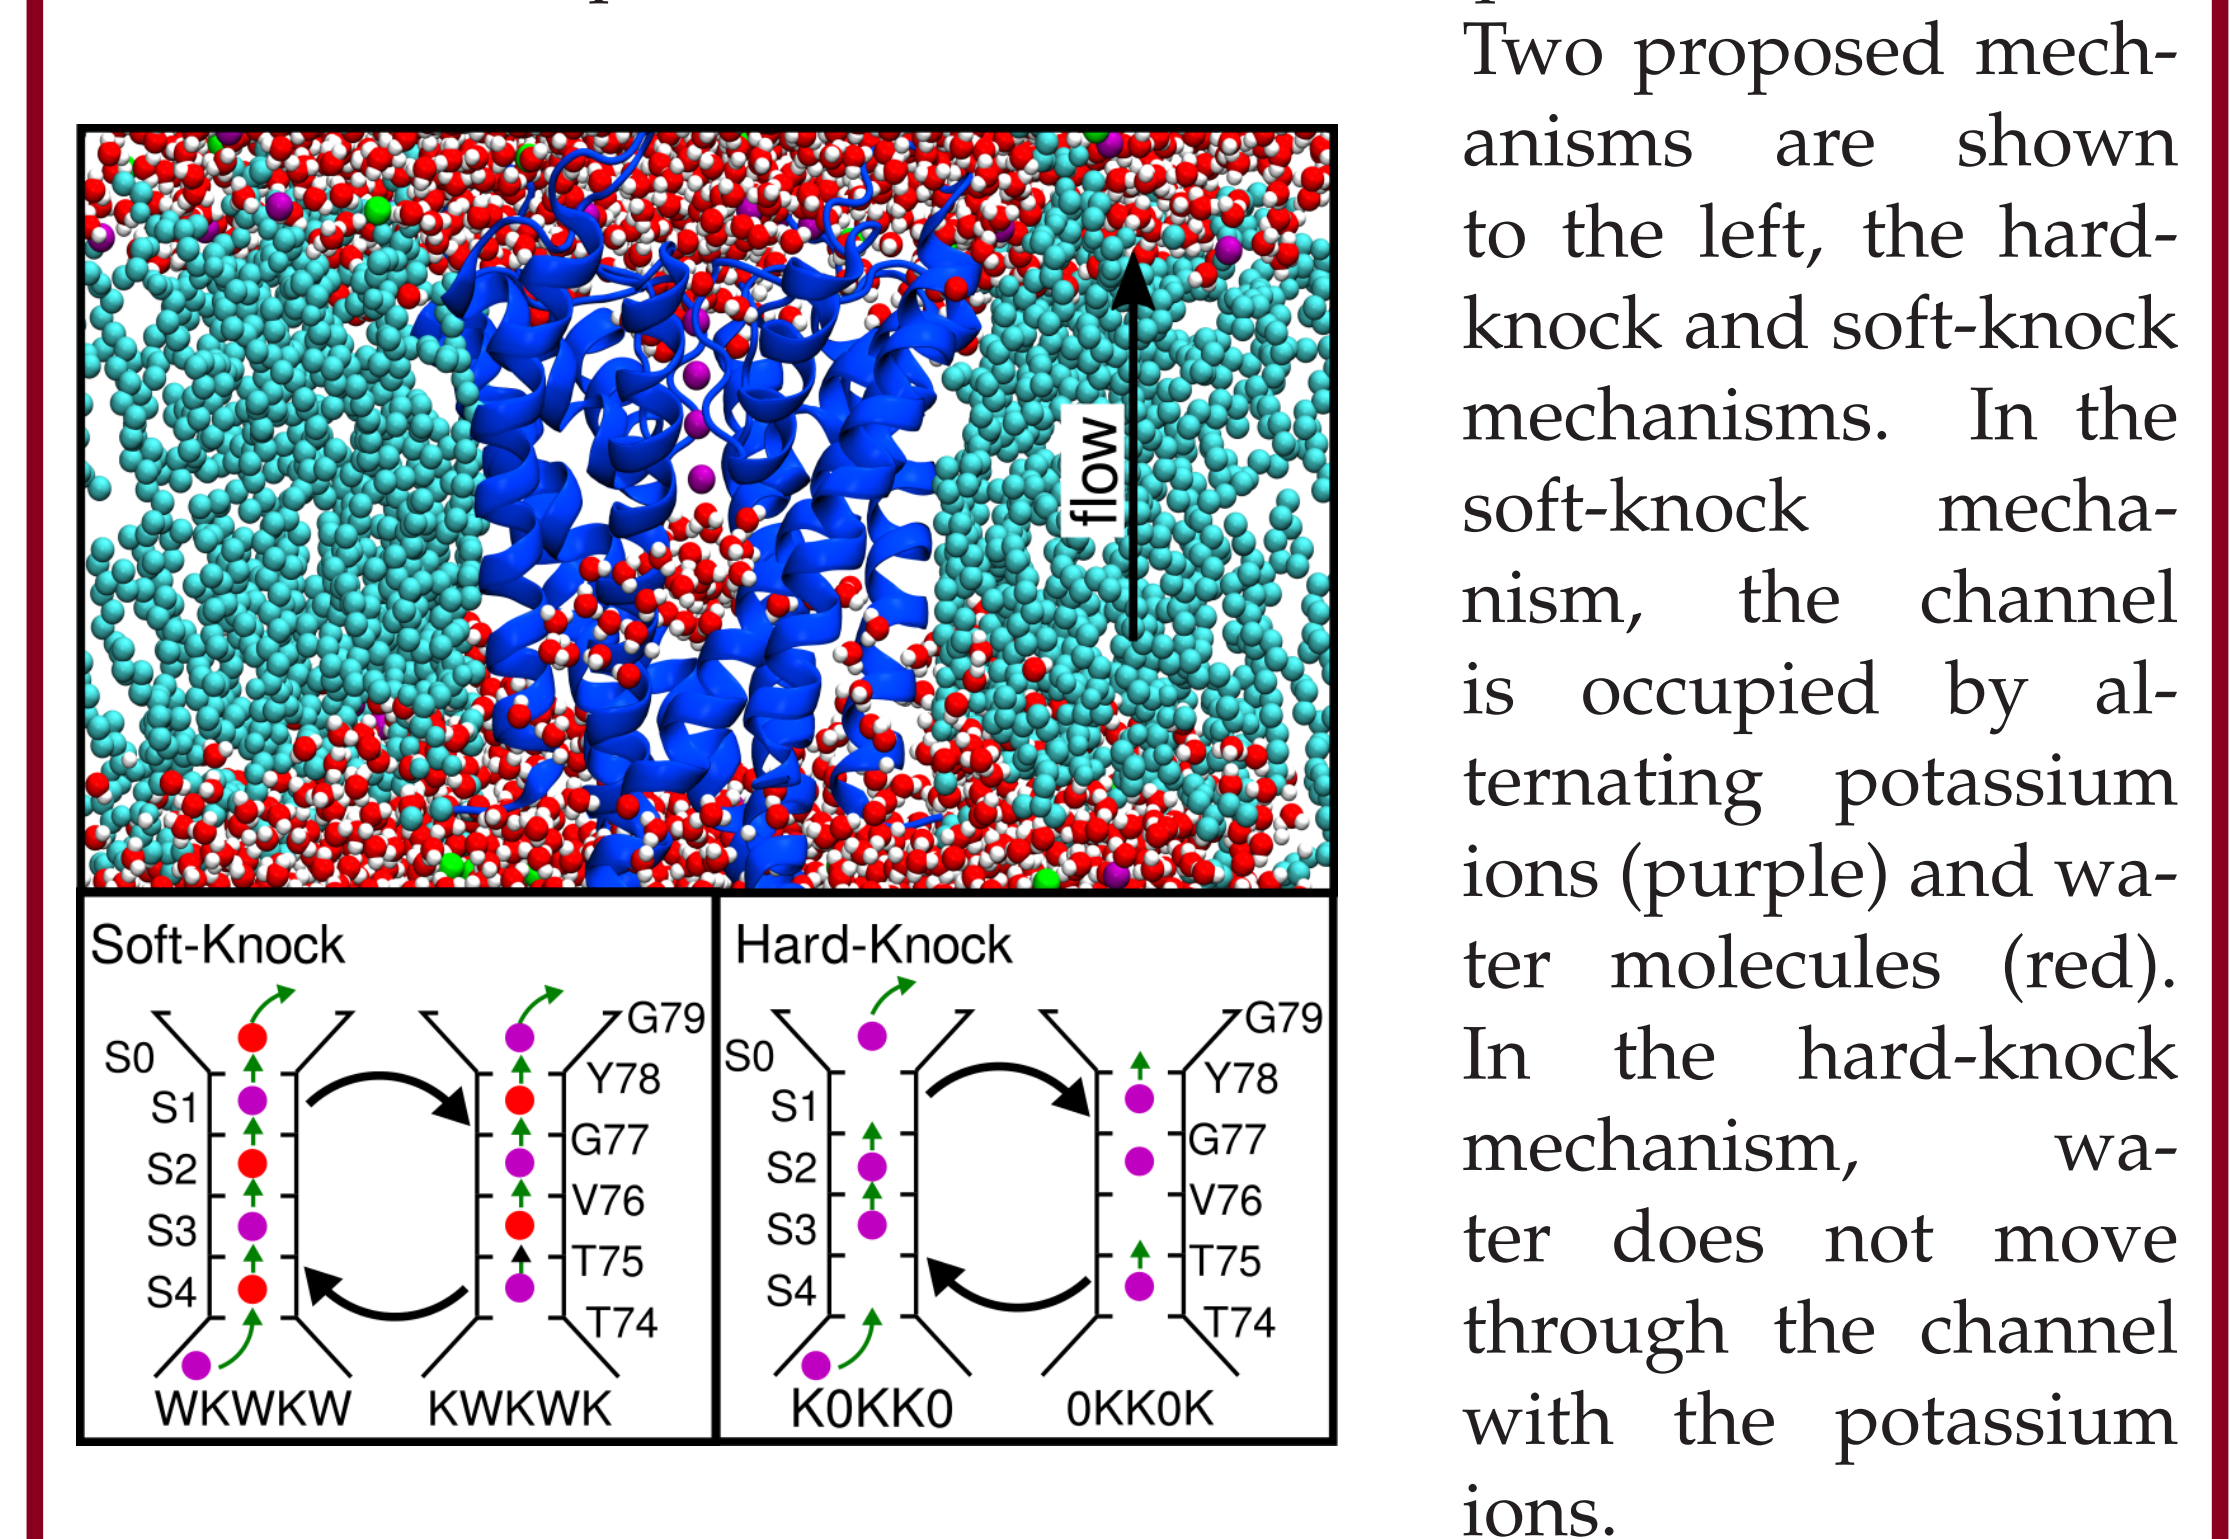 Two proposed mech-
anisms are shown
to the left, the hard-
knock and soft-knock
mechanisms. In the
soft-knock mecha-
nism, the channel
is occupied by al-
ternating potassium
ions (purple) and wa-
ter molecules (red).
In the hard-knock
mechanism, wa-
ter does not move
through the channel
with the potassium
ions.
flow
Soft-Knock
S0
S1
S2
S3
S4
G79
Y78
G77
V76
T75
T74
WKWKW
KWKWK
Hard-Knock
S0
S1
S2
S3
S4
G79
Y78
G77
V76
T75
T74
K0KK0
0KK0K